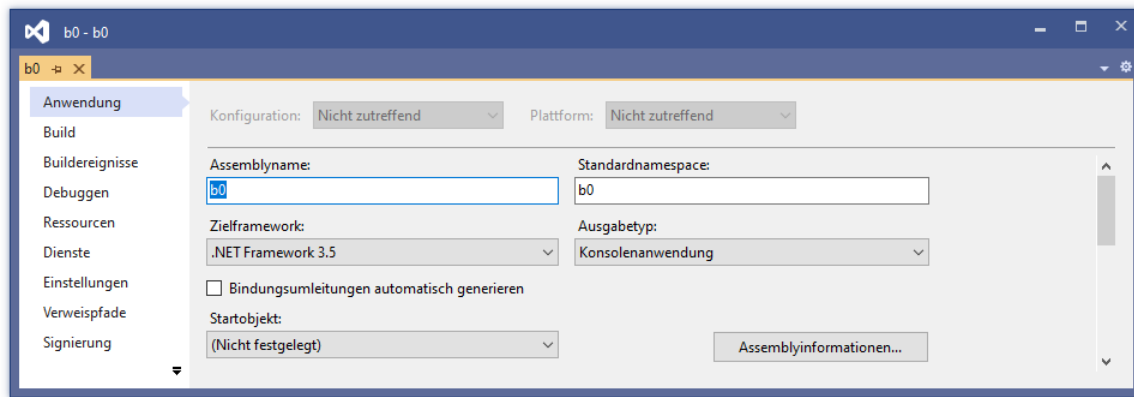 b0 - b0
b0
Anwendung
Build
Buildereignisse
Debuggen
Ressourcen
Dienste
Einstellungen
Verweispfade
Signierung
Konfiguration: Nicht zutreffend Plattform: Nicht zutreffend
Assemblyname: Standardnamespace:
b0 b0
Zielframework: Ausgabetyp:
.NET Framework 3.5 Konsolenanwendung
Bindungsumleitungen automatisch generieren
Startobjekt:
(Nicht festgelegt) Assemblyinformationen...